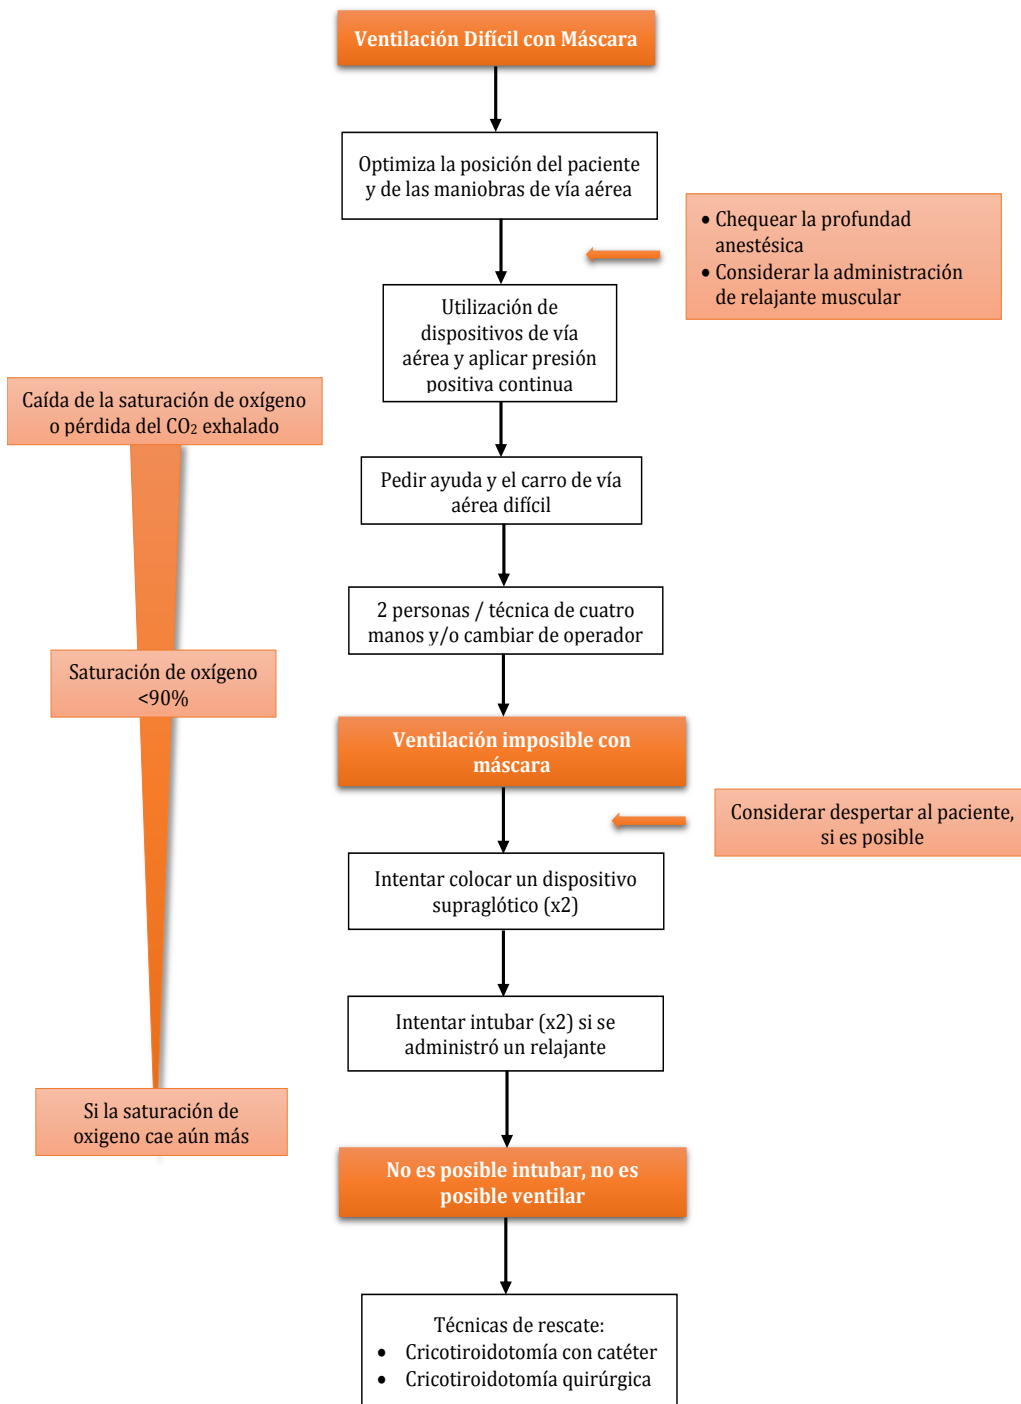 Ventilación Difícil con Máscara
Optimiza la posición del paciente
y de las maniobras de vía aérea
• Chequear la profundad
anestésica
• Considerar la administración
de relajante muscular
Utilización de
dispositivos de vía
aérea y aplicar presión
positiva continua
Caída de la saturación de oxígeno
o pérdida del CO₂ exhalado
Pedir ayuda y el carro de vía
aérea difícil
2 personas / técnica de cuatro
manos y/o cambiar de operador
Saturación de oxígeno
<90%
Ventilación imposible con
máscara
Considerar despertar al paciente,
si es posible
Intentar colocar un dispositivo
supraglótico (x2)
Intentar intubar (x2) si se
administró un relajante
Si la saturación de
oxigeno cae aún más
No es posible intubar, no es
posible ventilar
Técnicas de rescate:
• Cricotiroidotomía con catéter
• Cricotiroidotomía quirúrgica